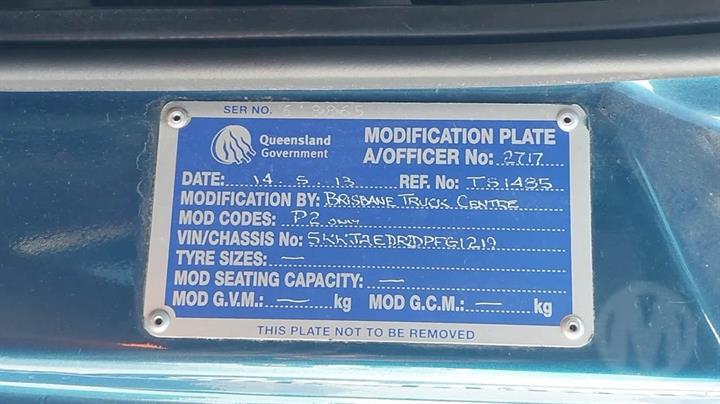 SER NO.
Queensland Government
MODIFICATION PLATE
A/OFFICER No: 2717
DATE: 14.5.13 REF. No: TS1485
MODIFICATION BY: BRISBANE TRUCK CENTRE
MOD CODES: P2 ONLY
VIN/CHASSIS No:
TYRE SIZES: —
MOD SEATING CAPACITY: —
MOD G.V.M.: — kg MOD G.C.M.: — kg
THIS PLATE NOT TO BE REMOVED
M